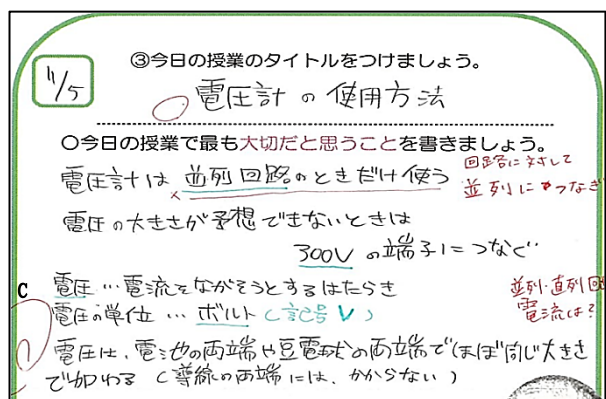 ③今日の授業のタイトルをつけましょう。
11/5
電圧計の使用方法
○今日の授業で最も大切だと思うことを書きましょう。
電圧計は並列回路のときだけ使う
×
回路に対して
並列につなぎ
電圧の大きさが予想できないときは
300Vの端子につなぐ
C
電圧…電流をながそうとするはたらき
電圧の単位…ボルト(記号V)
並列・直列回
電流は?
電圧は、電池の両端や豆電球の両端でほぼ同じ大きさ
で加わる(導線の両端には、かからない)